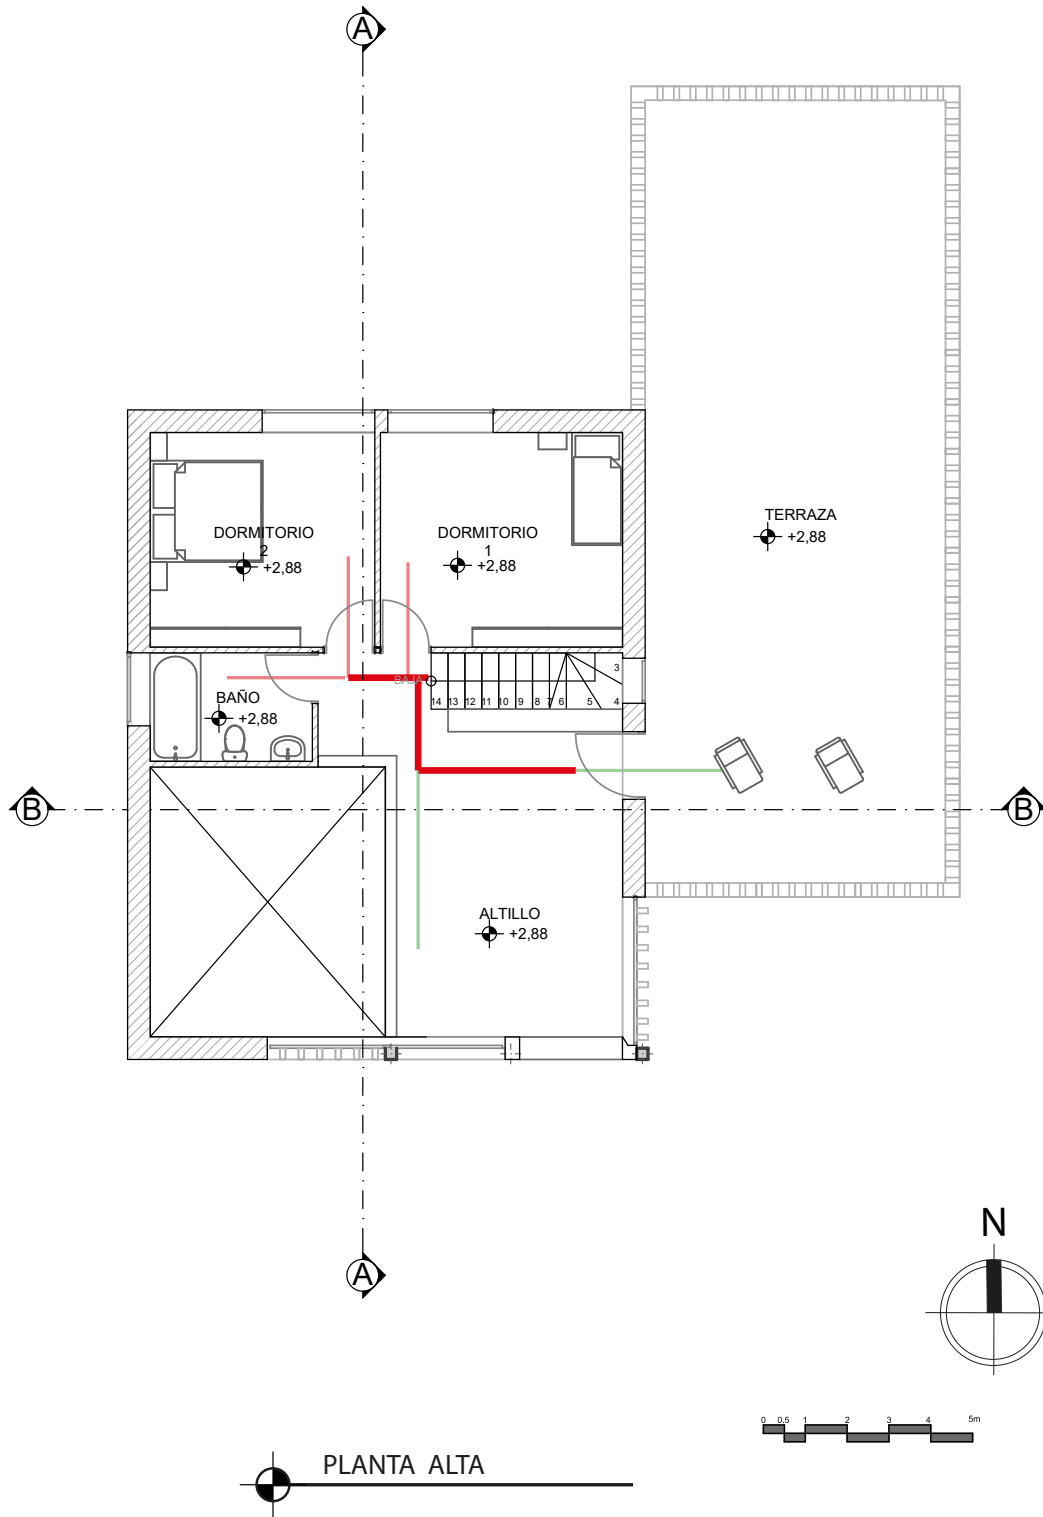 A
TERRAZA
+2,88
DORMITORIO
2
+2,88
DORMITORIO
1
+2,88
BAJA
3
14 13 12 11 10 9 8 7 6 5 4
BAÑO
+2,88
B
B
ALTILLO
+2,88
N
A
0 0.5 1 2 3 4 5m
PLANTA ALTA